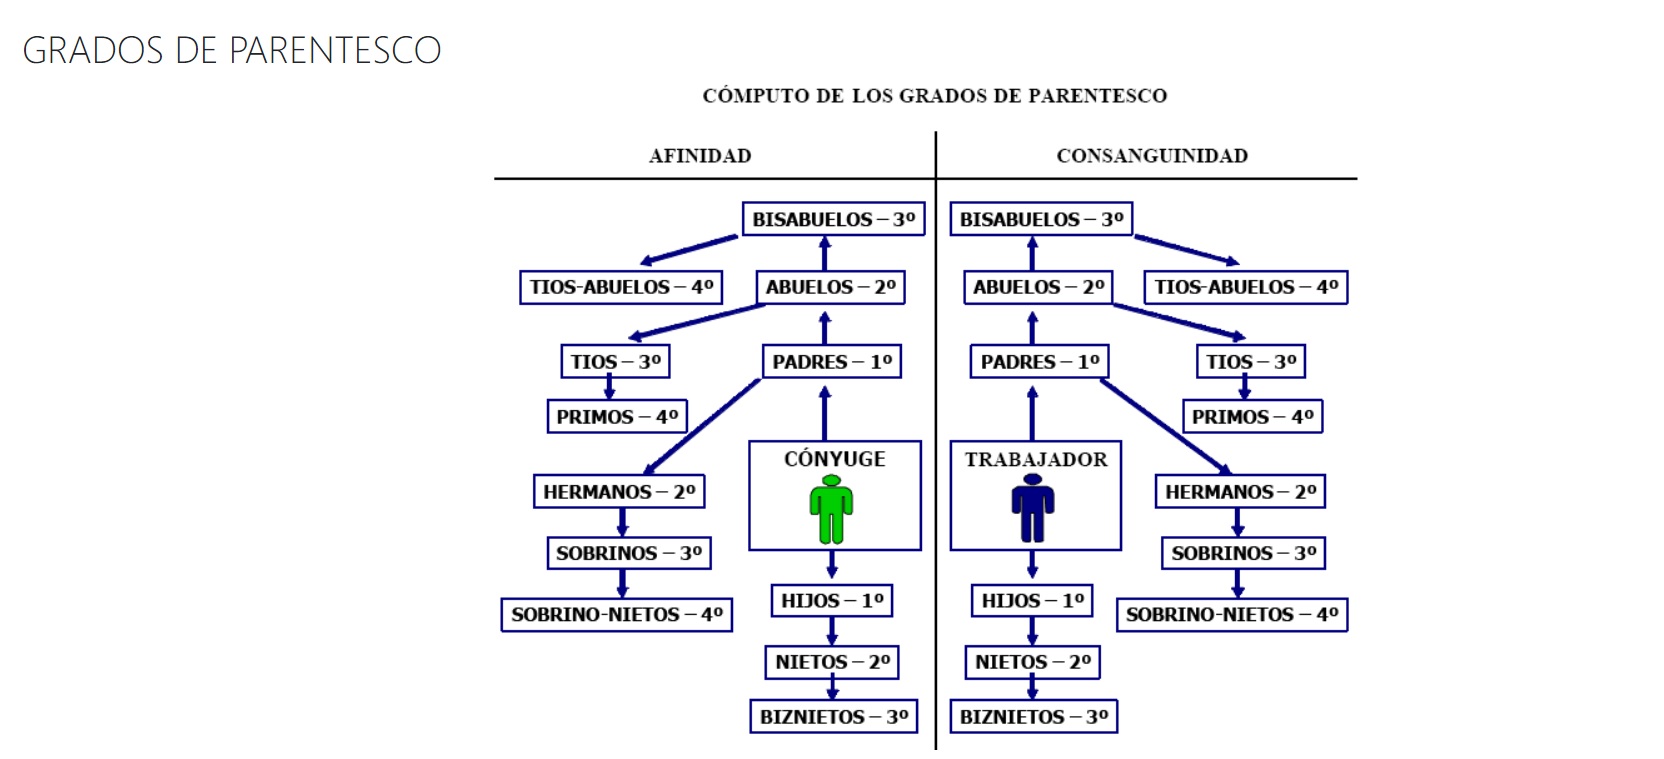 GRADOS DE PARENTESCO
CÓMPUTO DE LOS GRADOS DE PARENTESCO
AFINIDAD
CONSANGUINIDAD
BISABUELOS – 3º
BISABUELOS – 3º
TIOS-ABUELOS – 4º
ABUELOS – 2º
ABUELOS – 2º
TIOS-ABUELOS – 4º
TIOS – 3º
PADRES – 1º
PADRES – 1º
TIOS – 3º
PRIMOS – 4º
PRIMOS – 4º
CÓNYUGE
TRABAJADOR
HERMANOS – 2º
HERMANOS – 2º
SOBRINOS – 3º
SOBRINOS – 3º
HIJOS – 1º
HIJOS – 1º
SOBRINO-NIETOS – 4º
SOBRINO-NIETOS – 4º
NIETOS – 2º
NIETOS – 2º
BIZNIETOS – 3º
BIZNIETOS – 3º